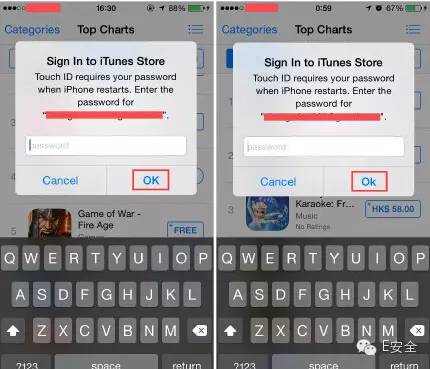 16:30
88%
Categories
Top Charts
Sign In to iTunes Store
Touch ID requires your password
when iPhone restarts. Enter the
password for
password
Cancel
OK
5
Game of War -
Fire Age
FREE
Q W E R T Y U I O P
A S D F G H J K L
Z X C V B N M
?123
space
return
0:59
67%
Categories
Top Charts
Sign In to iTunes Store
Touch ID requires your password
when iPhone restarts. Enter the
password for
password
Cancel
Ok
3
Karaoke: Fr...
Music
No Ratings
HK$ 58.00
Q W E R T Y U I O P
A S D F G H J K L
Z X C V B N M
?123
space
return
E安全